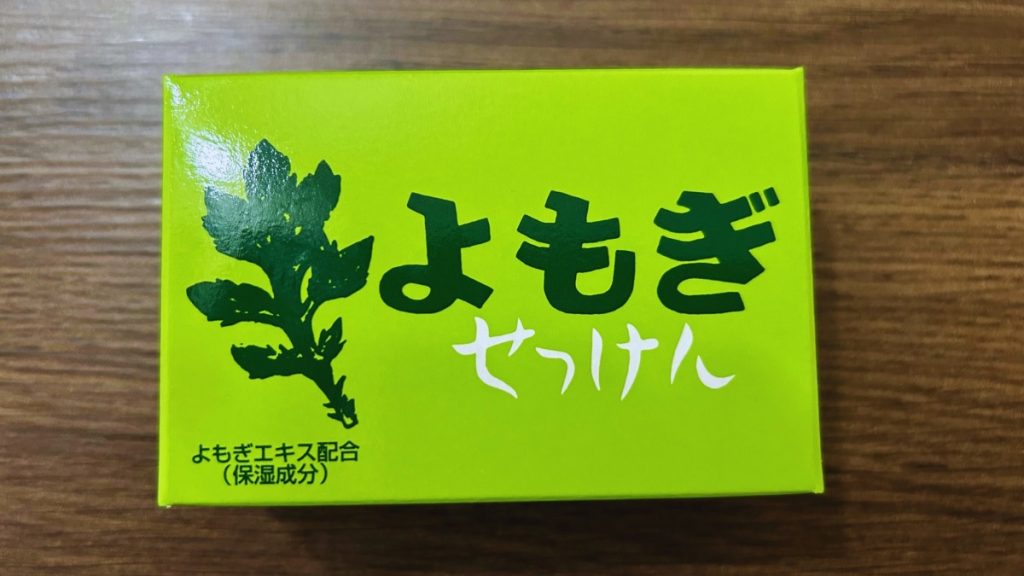 よもぎ
せっけん
よもぎエキス配合
（保湿成分）